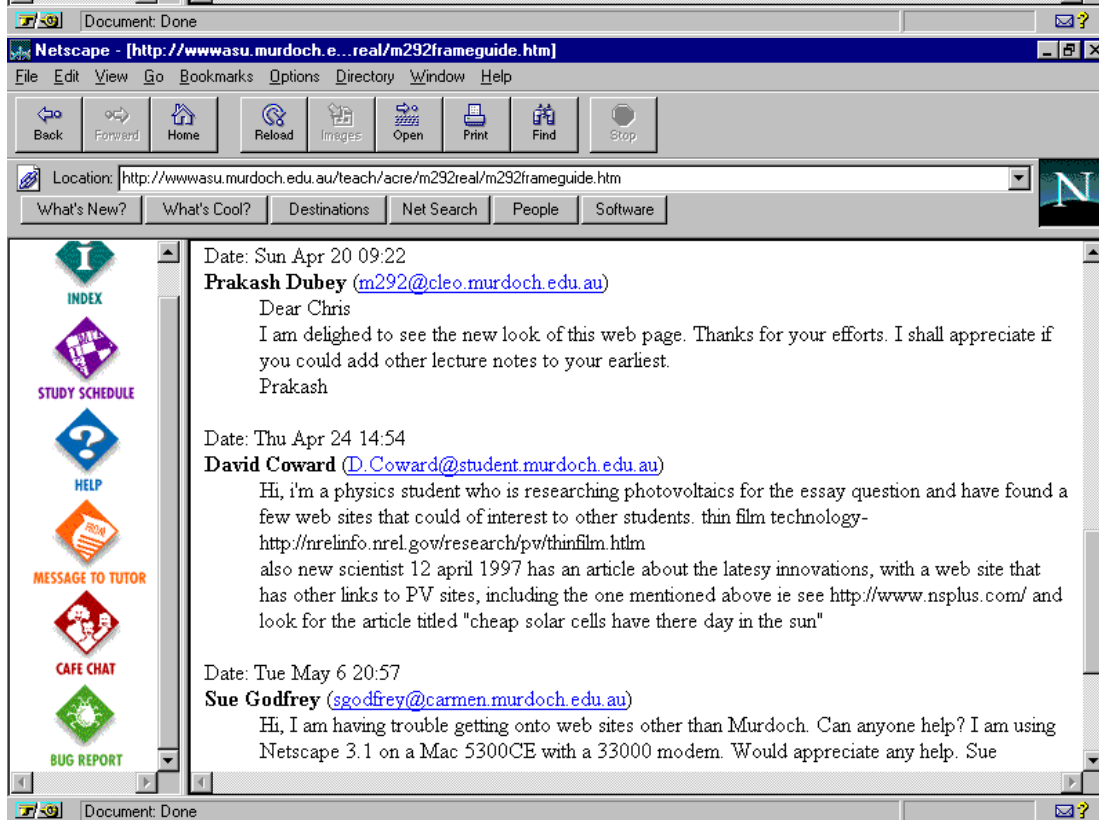 Document: Done
Netscape - [http://wwwasu.murdoch.e...real/m292frameguide.htm]
File Edit View Go Bookmarks Options Directory Window Help
Back Forward Home Reload Images Open Print Find Stop
Location: http://wwwasu.murdoch.edu.au/teach/acre/m292real/m292frameguide.htm
N
What's New? What's Cool? Destinations Net Search People Software
I
INDEX
STUDY SCHEDULE
?
HELP
FROM
MESSAGE TO TUTOR
CAFE CHAT
BUG REPORT
Date: Sun Apr 20 09:22
Prakash Dubey (m292@cleo.murdoch.edu.au)
Dear Chris
I am delighed to see the new look of this web page. Thanks for your efforts. I shall appreciate if
you could add other lecture notes to your earliest.
Prakash
Date: Thu Apr 24 14:54
David Coward (D.Coward@student.murdoch.edu.au)
Hi, i'm a physics student who is researching photovoltaics for the essay question and have found a
few web sites that could of interest to other students. thin film technology-
http://nrelinfo.nrel.gov/research/pv/thinfilm.htlm
also new scientist 12 april 1997 has an article about the latesy innovations, with a web site that
has other links to PV sites, including the one mentioned above ie see http://www.nsplus.com/ and
look for the article titled "cheap solar cells have there day in the sun"
Date: Tue May 6 20:57
Sue Godfrey (sgodfrey@carmen.murdoch.edu.au)
Hi, I am having trouble getting onto web sites other than Murdoch. Can anyone help? I am using
Netscape 3.1 on a Mac 5300CE with a 33000 modem. Would appreciate any help. Sue
Document: Done